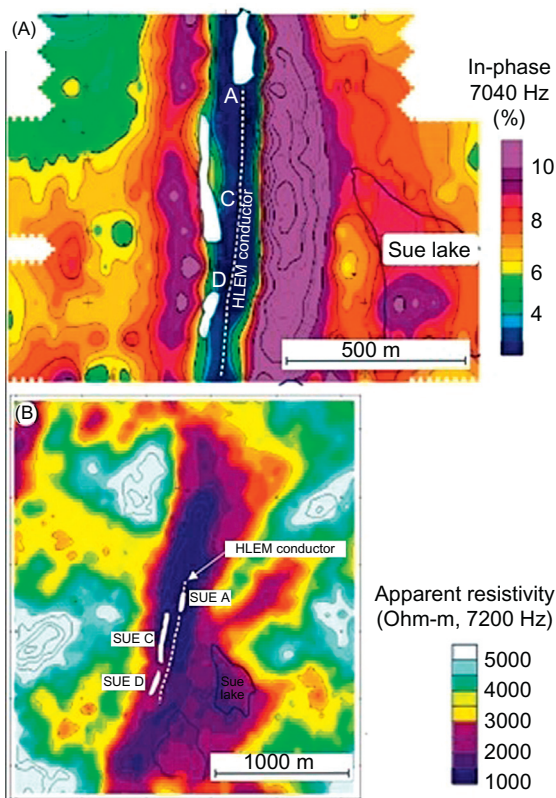 (A)
In-phase
7040 Hz
(%)
A
10
C
8
HLEM conductor
Sue lake
D
6
4
500 m
(B)
HLEM conductor
SUE A
Apparent resistivity
(Ohm-m, 7200 Hz)
SUE C
5000
SUE D
Sue
lake
4000
3000
2000
1000 m
1000